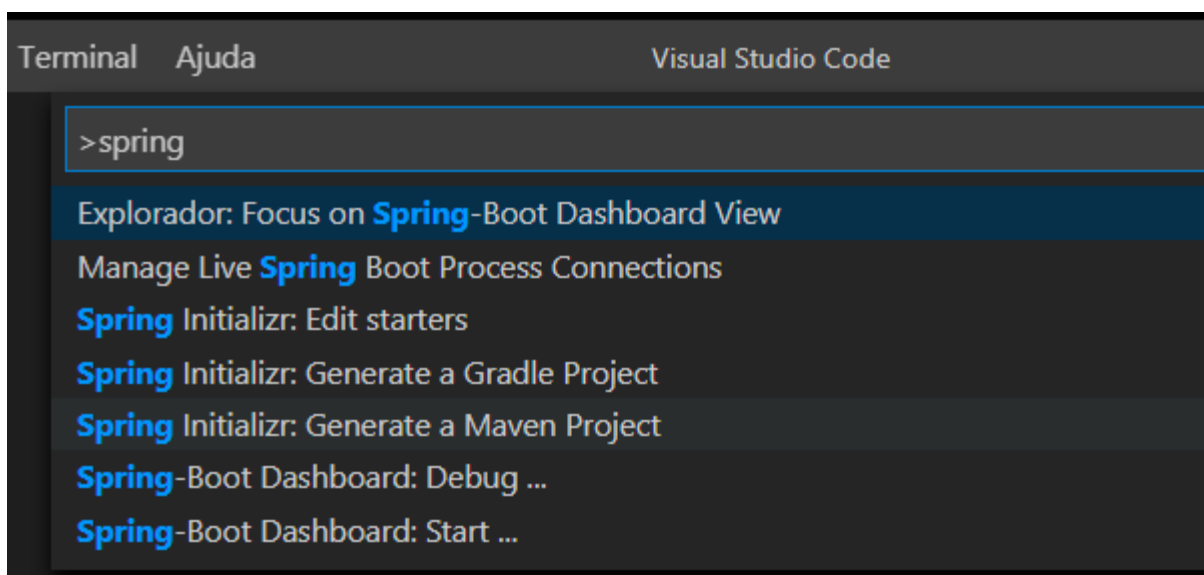 Terminal Ajuda Visual Studio Code
>spring
Explorador: Focus on Spring-Boot Dashboard View
Manage Live Spring Boot Process Connections
Spring Initializr: Edit starters
Spring Initializr: Generate a Gradle Project
Spring Initializr: Generate a Maven Project
Spring-Boot Dashboard: Debug ...
Spring-Boot Dashboard: Start ...